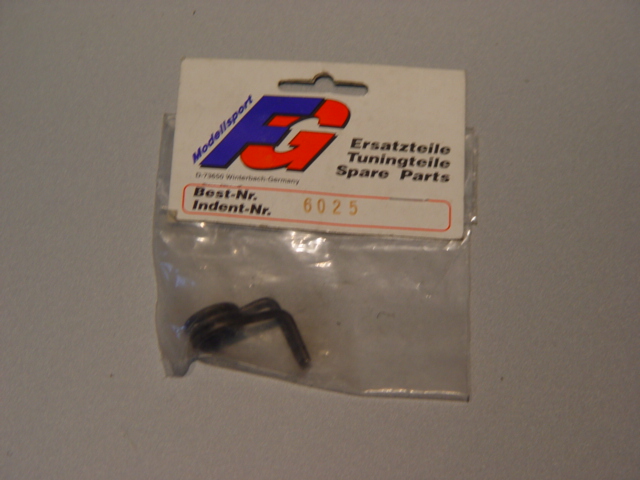 Modellsport
FG
D-73650 Winterbach-Germany
Ersatzteile
Tuningteile
Spare Parts
Best-Nr.
Indent-Nr. 6025